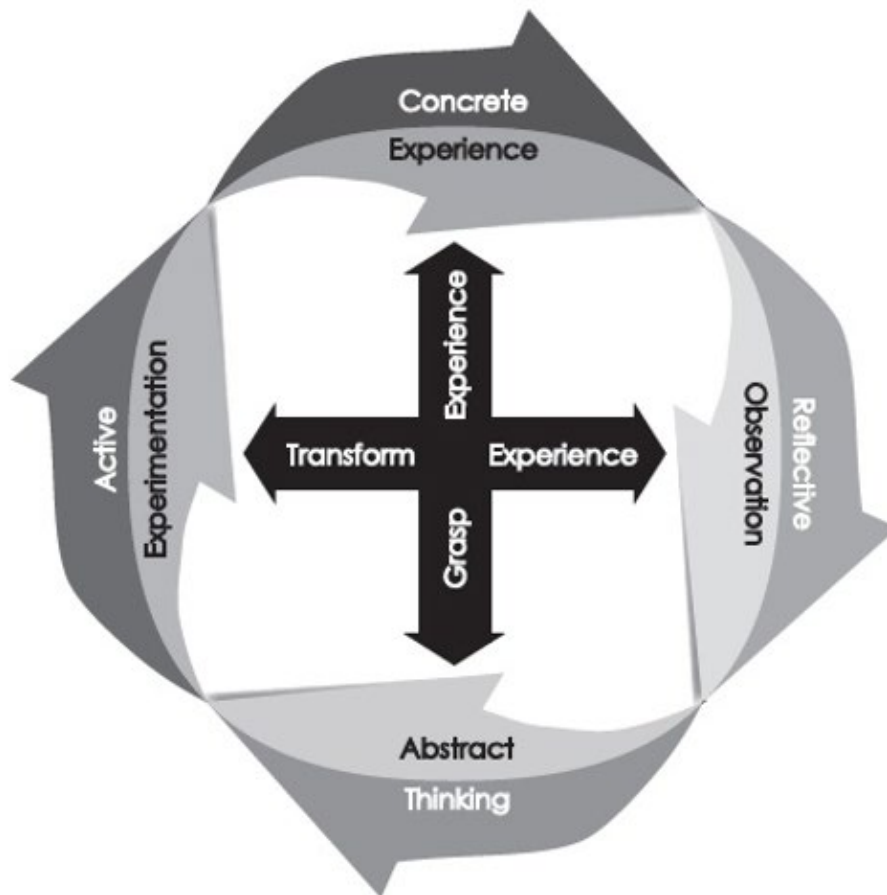 Concrete
Experience
Reflective
Observation
Abstract
Thinking
Active
Experimentation
Grasp Experience
Transform Experience